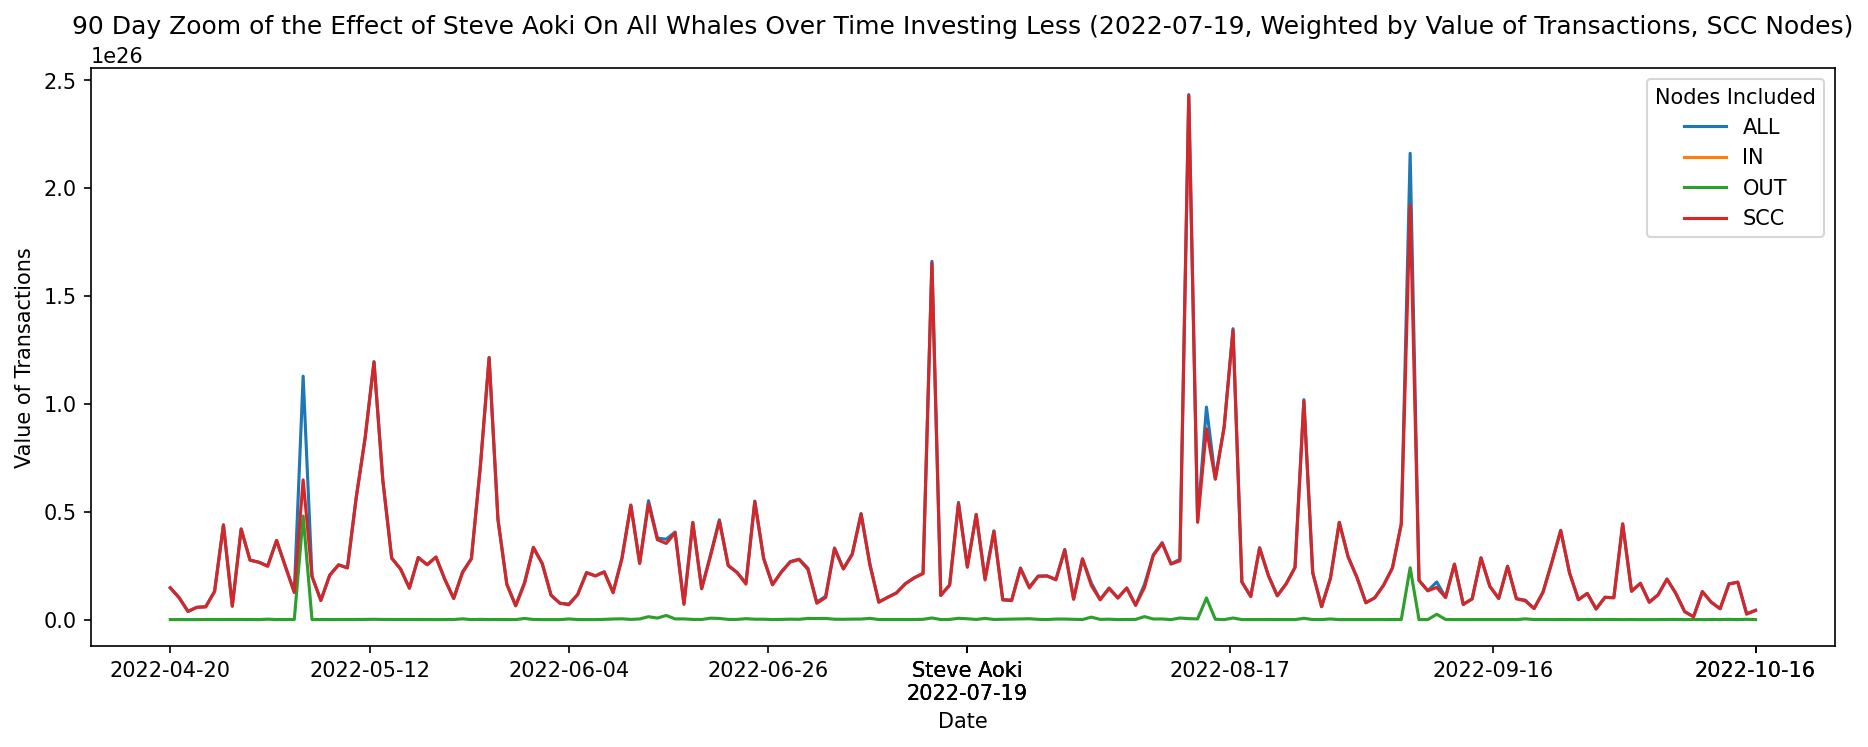 90 Day Zoom of the Effect of Steve Aoki On All Whales Over Time Investing Less (2022-07-19, Weighted by Value of Transactions, SCC Nodes)
1e26
2.5
2.0
1.5
1.0
0.5
0.0
Value of Transactions
Nodes Included
ALL
IN
OUT
SCC
2022-04-20
2022-05-12
2022-06-04
2022-06-26
Steve Aoki
2022-07-19
2022-08-17
2022-09-16
2022-10-16
Date